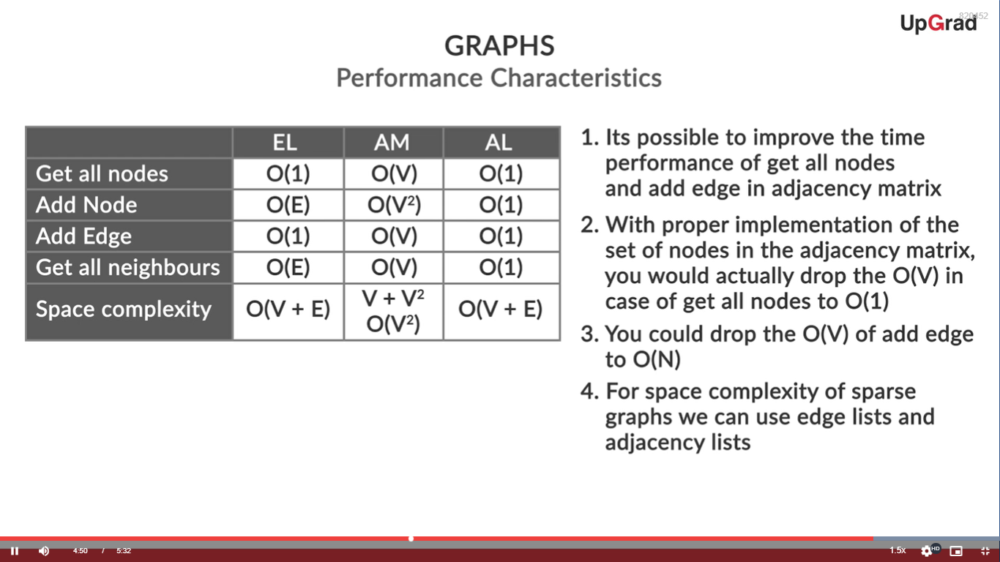 820452
UpGrad
GRAPHS
Performance Characteristics
EL AM AL
Get all nodes O(1) O(V) O(1)
Add Node O(E) O(V²) O(1)
Add Edge O(1) O(V) O(1)
Get all neighbours O(E) O(V) O(1)
Space complexity O(V + E) V + V² O(V²) O(V + E)
1. Its possible to improve the time
performance of get all nodes
and add edge in adjacency matrix
2. With proper implementation of the
set of nodes in the adjacency matrix,
you would actually drop the O(V) in
case of get all nodes to O(1)
3. You could drop the O(V) of add edge
to O(N)
4. For space complexity of sparse
graphs we can use edge lists and
adjacency lists
4:50 / 5:32 1.5x HD